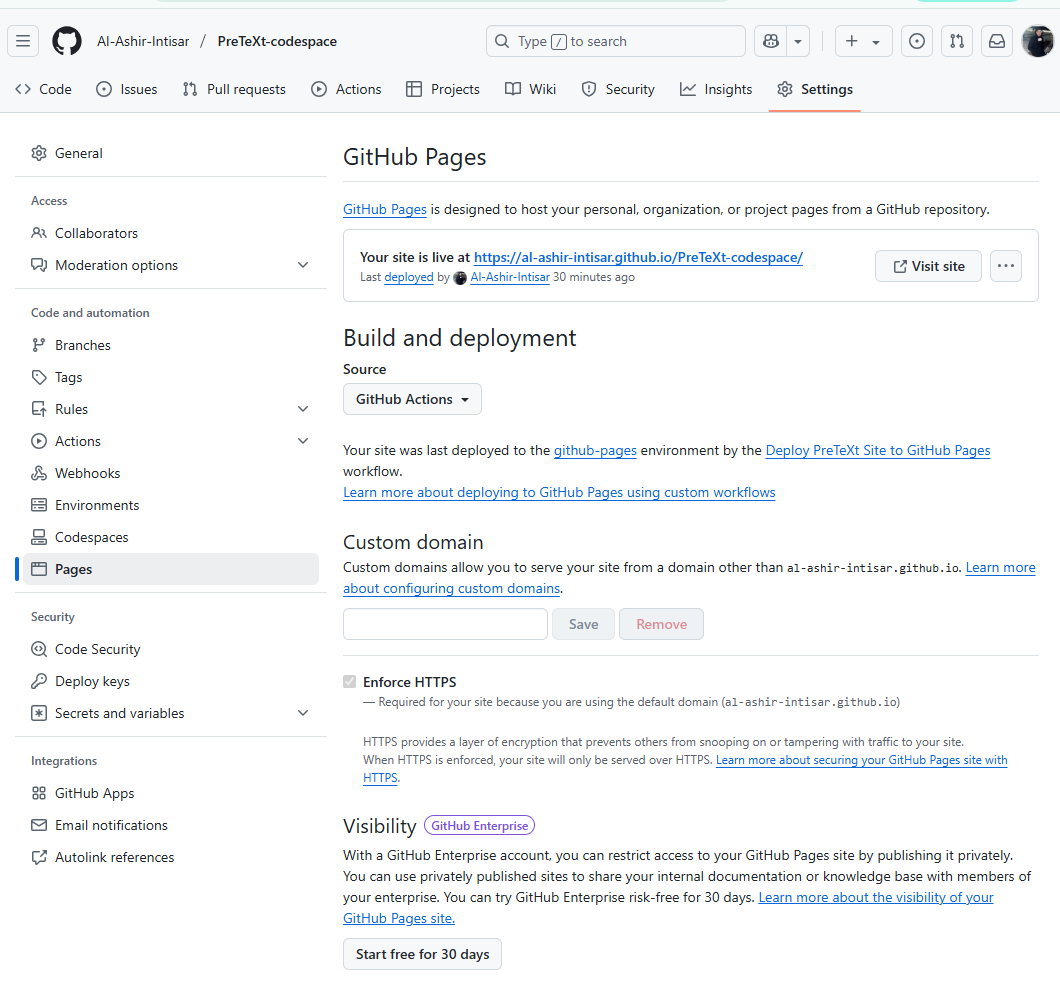 Al-Ashir-Intisar / PreTeXt-codespace
Type / to search
Code
Issues
Pull requests
Actions
Projects
Wiki
Security
Insights
Settings
General
Access
Collaborators
Moderation options
Code and automation
Branches
Tags
Rules
Actions
Webhooks
Environments
Codespaces
Pages
Security
Code Security
Deploy keys
Secrets and variables
Integrations
GitHub Apps
Email notifications
Autolink references
GitHub Pages
GitHub Pages is designed to host your personal, organization, or project pages from a GitHub repository.
Your site is live at https://al-ashir-intisar.github.io/PreTeXt-codespace/
Last deployed by Al-Ashir-Intisar 30 minutes ago
Visit site
Build and deployment
Source
GitHub Actions
Your site was last deployed to the github-pages environment by the Deploy PreTeXt Site to GitHub Pages
workflow.
Learn more about deploying to GitHub Pages using custom workflows
Custom domain
Custom domains allow you to serve your site from a domain other than al-ashir-intisar.github.io. Learn more
about configuring custom domains.
Save
Remove
Enforce HTTPS
— Required for your site because you are using the default domain (al-ashir-intisar.github.io)
HTTPS provides a layer of encryption that prevents others from snooping on or tampering with traffic to your site.
When HTTPS is enforced, your site will only be served over HTTPS. Learn more about securing your GitHub Pages site with
HTTPS.
Visibility GitHub Enterprise
With a GitHub Enterprise account, you can restrict access to your GitHub Pages site by publishing it privately.
You can use privately published sites to share your internal documentation or knowledge base with members of
your enterprise. You can try GitHub Enterprise risk-free for 30 days. Learn more about the visibility of your
GitHub Pages site.
Start free for 30 days